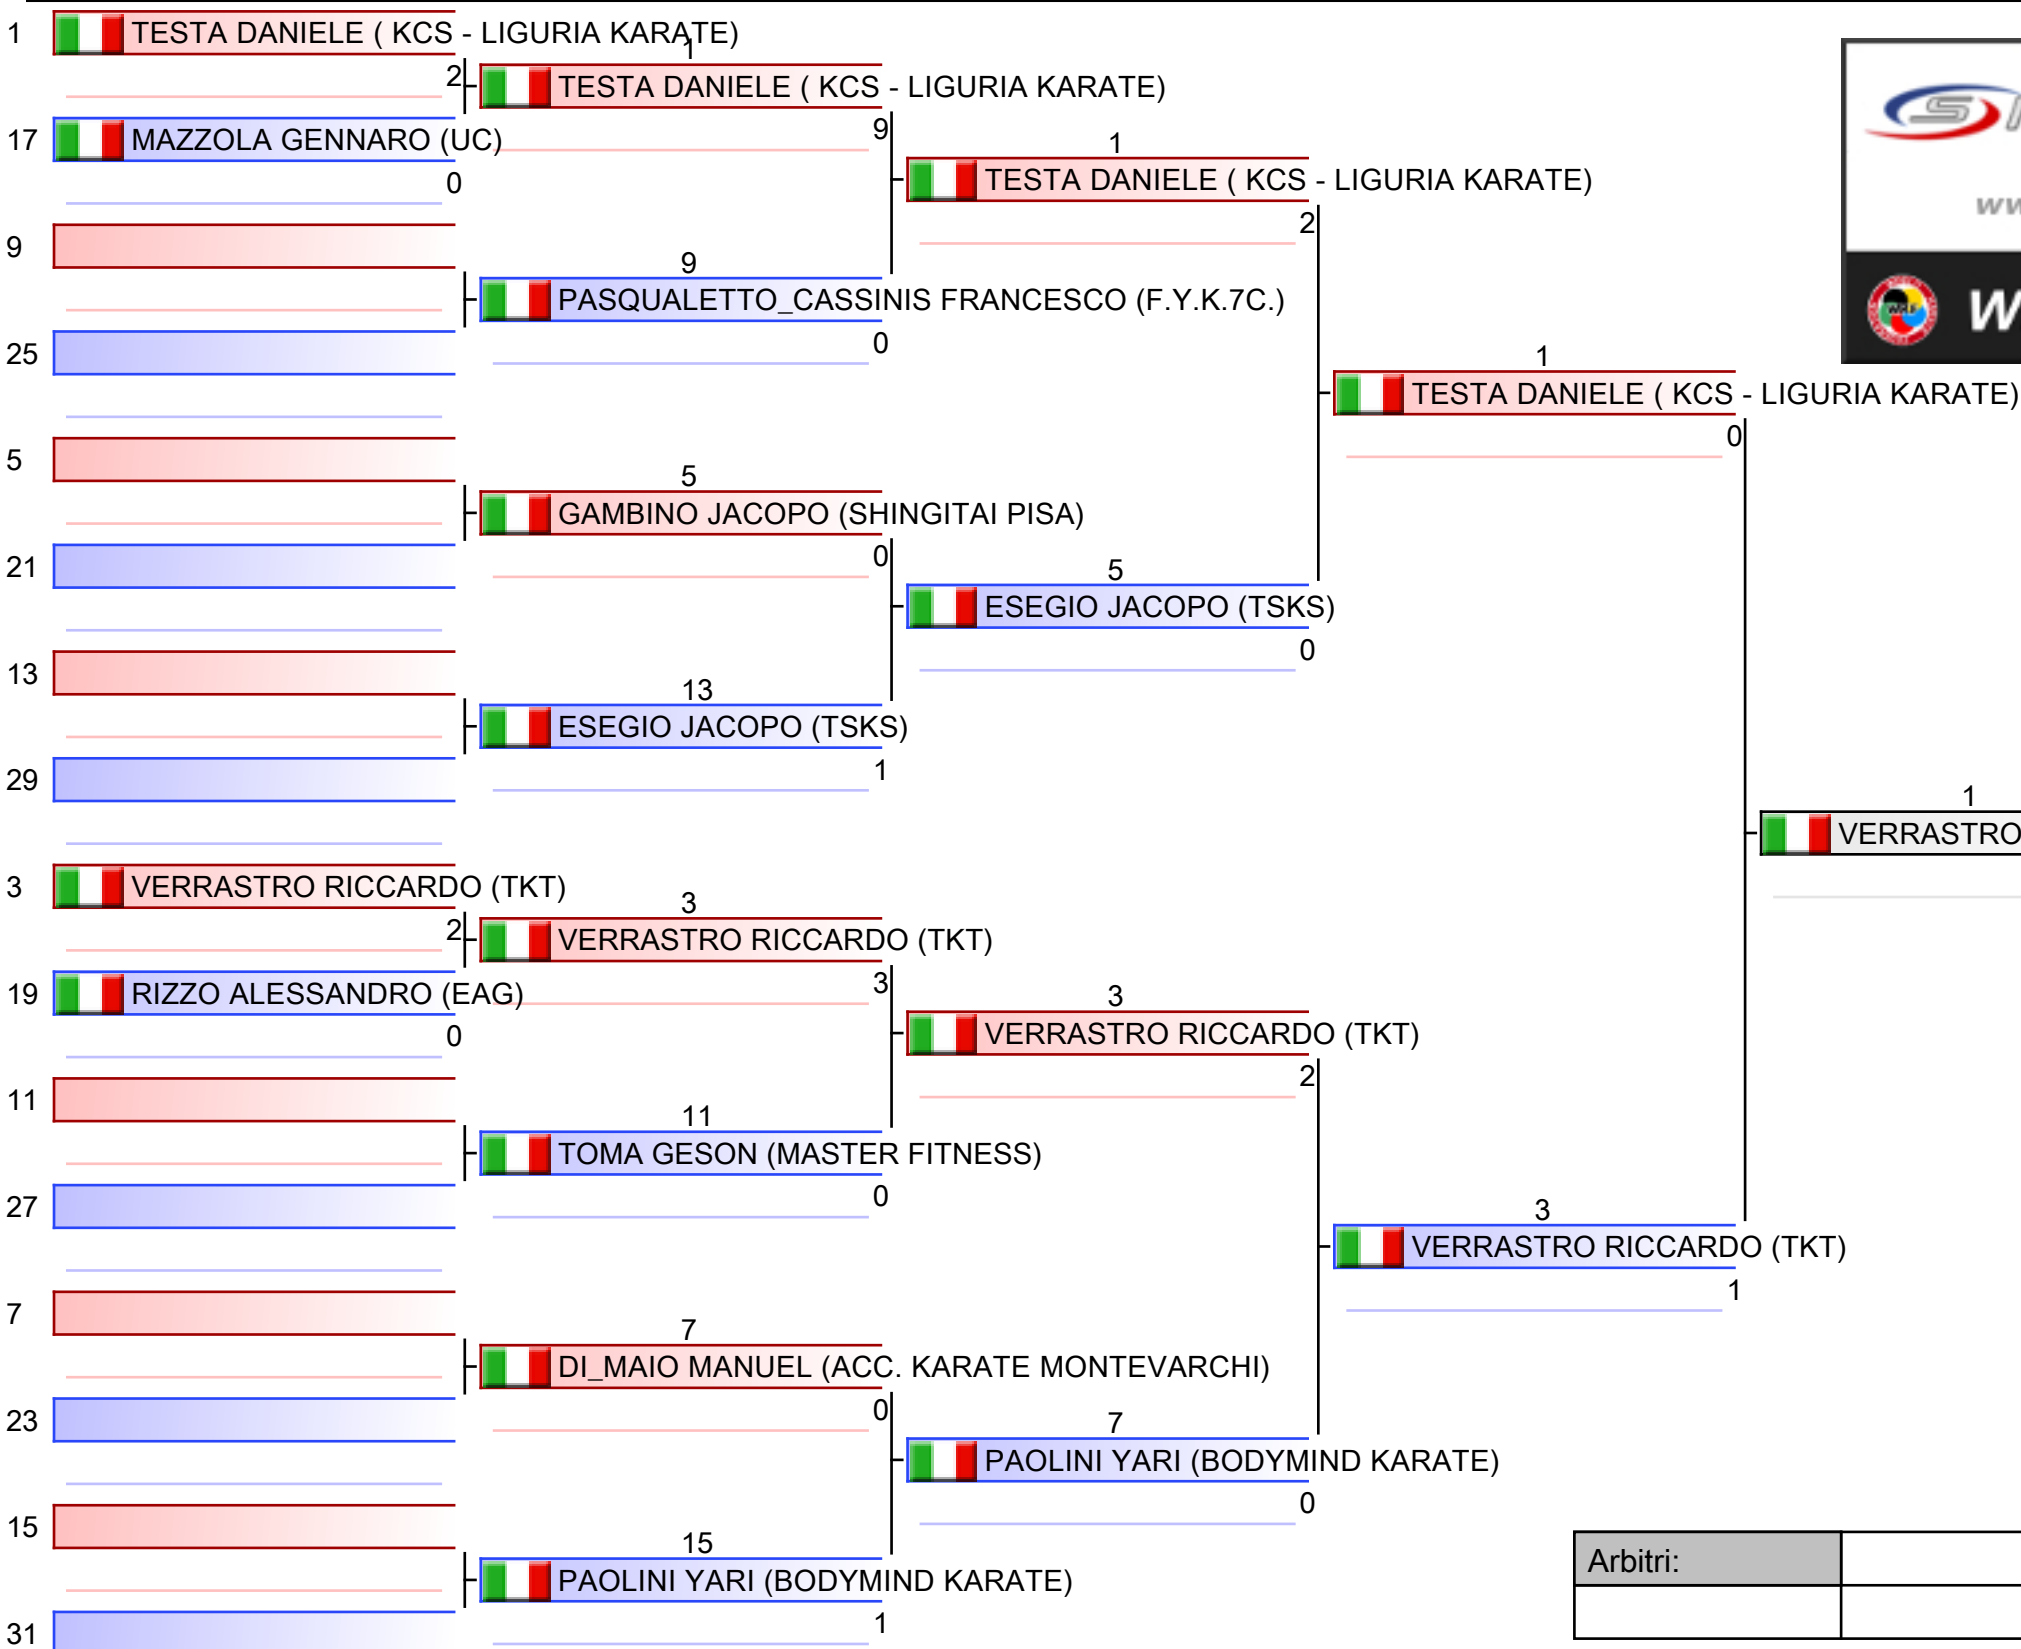 1 TESTA DANIELE ( KCS - LIGURIA KARATE)
1
2 TESTA DANIELE ( KCS - LIGURIA KARATE)
17 MAZZOLA GENNARO (UC)
9
1
0
TESTA DANIELE ( KCS - LIGURIA KARATE)
2
9
9
PASQUALETTO_CASSINIS FRANCESCO (F.Y.K.7C.)
0
25
1
TESTA DANIELE ( KCS - LIGURIA KARATE)
0
5
5
GAMBINO JACOPO (SHINGITAI PISA)
0
21
5
ESEGIO JACOPO (TSKS)
0
13
13
ESEGIO JACOPO (TSKS)
1
29
1
VERRASTRO
3 VERRASTRO RICCARDO (TKT)
3
2 VERRASTRO RICCARDO (TKT)
3
19 RIZZO ALESSANDRO (EAG)
0
3
VERRASTRO RICCARDO (TKT)
2
11
11
TOMA GESON (MASTER FITNESS)
0
27
3
VERRASTRO RICCARDO (TKT)
1
7
7
DI_MAIO MANUEL (ACC. KARATE MONTEVARCHI)
0
23
7
PAOLINI YARI (BODYMIND KARATE)
0
15
15
PAOLINI YARI (BODYMIND KARATE)
1
31
Arbitri: